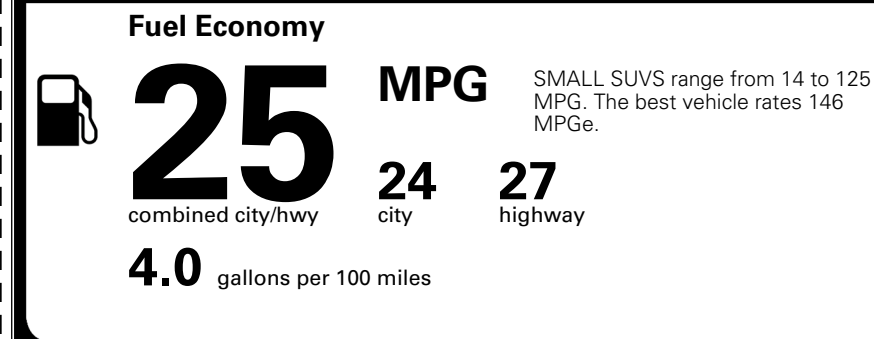 Fuel Economy
25
MPG
SMALL SUVS range from 14 to 125
MPG. The best vehicle rates 146
MPGe.
24
27
combined city/hwy
city
highway
4.0 gallons per 100 miles